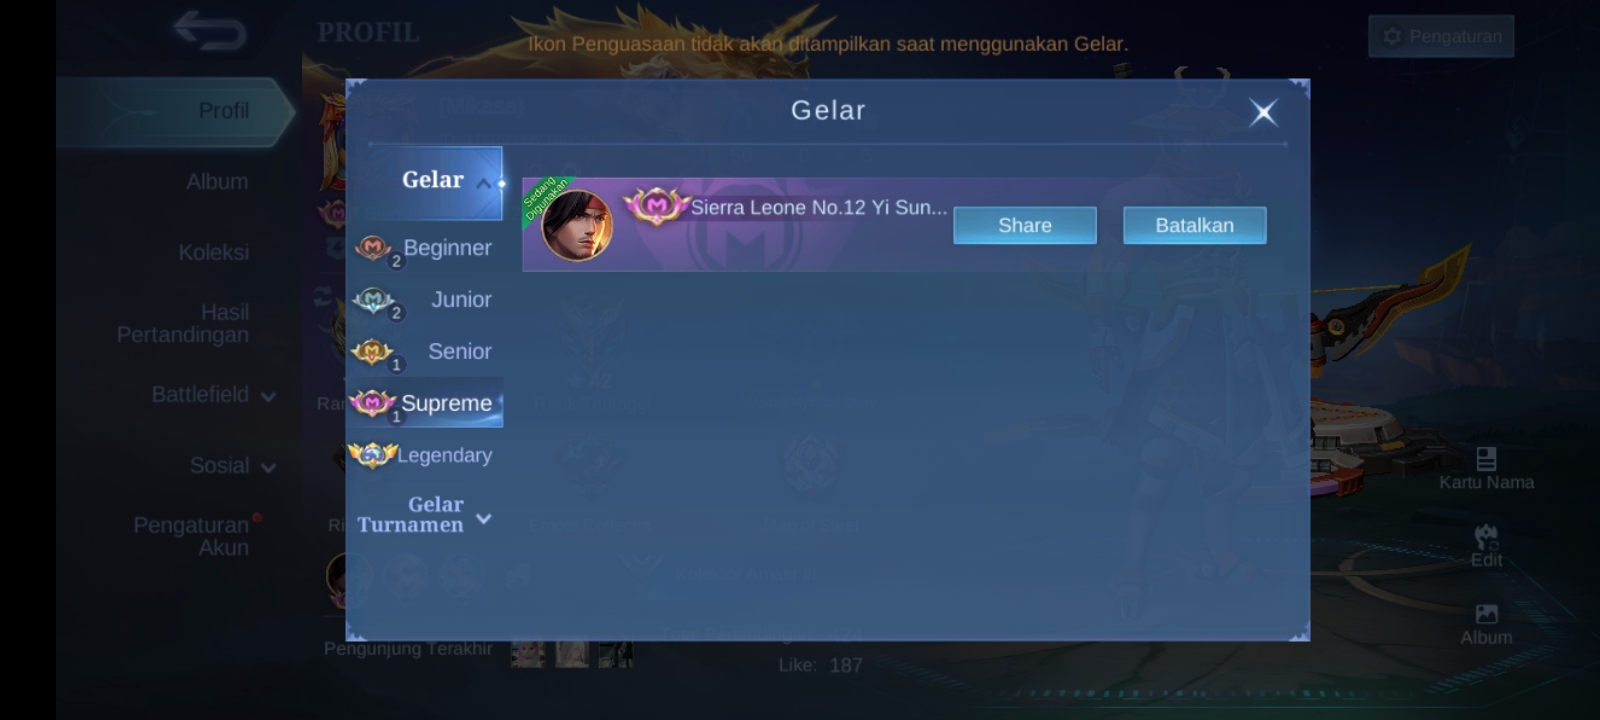 PROFIL
Ikon Penguasaan tidak akan ditampilkan saat menggunakan Gelar.
Pengaturan
Profil
Album
Koleksi
Hasil
Pertandingan
Battlefield
Sosial
Pengaturan
Akun
(Mikasa)
Gelar
Gelar
Beginner
2
Junior
2
Senior
1
Supreme
1
Legendary
Gelar
Turnamen
Sedang
Digunakan
Sierra Leone No.12 Yi Sun...
Share
Batalkan
Kartu Nama
Edit
Album
Pengunjung Terakhir
Like: 187